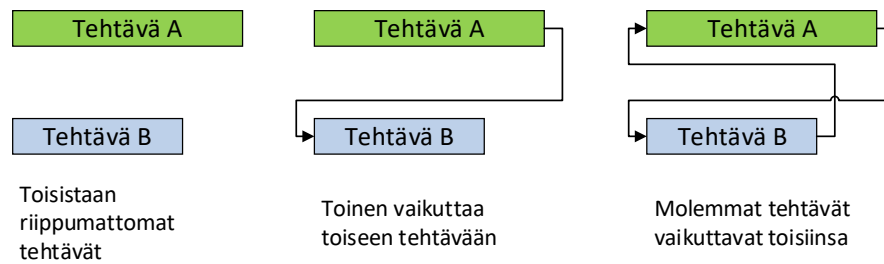 Tehtävä A
Tehtävä B
Toisistaan
riippumattomat
tehtävät
Tehtävä A
Tehtävä B
Toinen vaikuttaa
toiseen tehtävään
Tehtävä A
Tehtävä B
Molemmat tehtävät
vaikuttavat toisiinsa